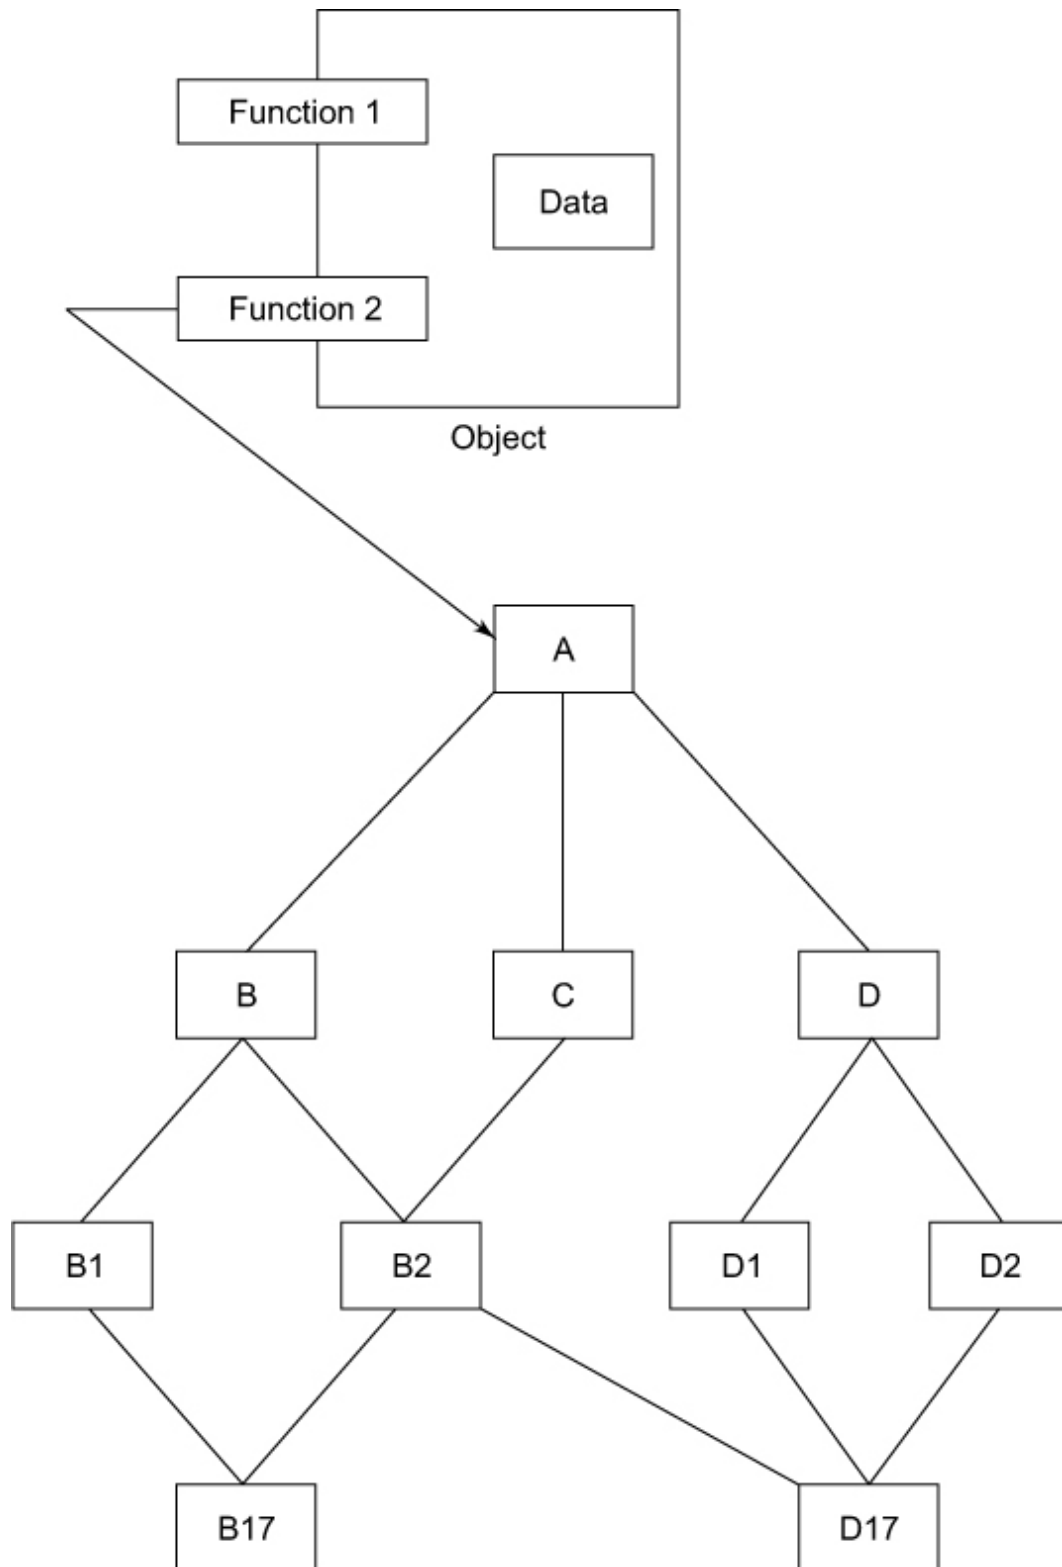 Function 1
Data
Function 2
Object
A
B
C
D
B1
B2
D1
D2
B17
D17